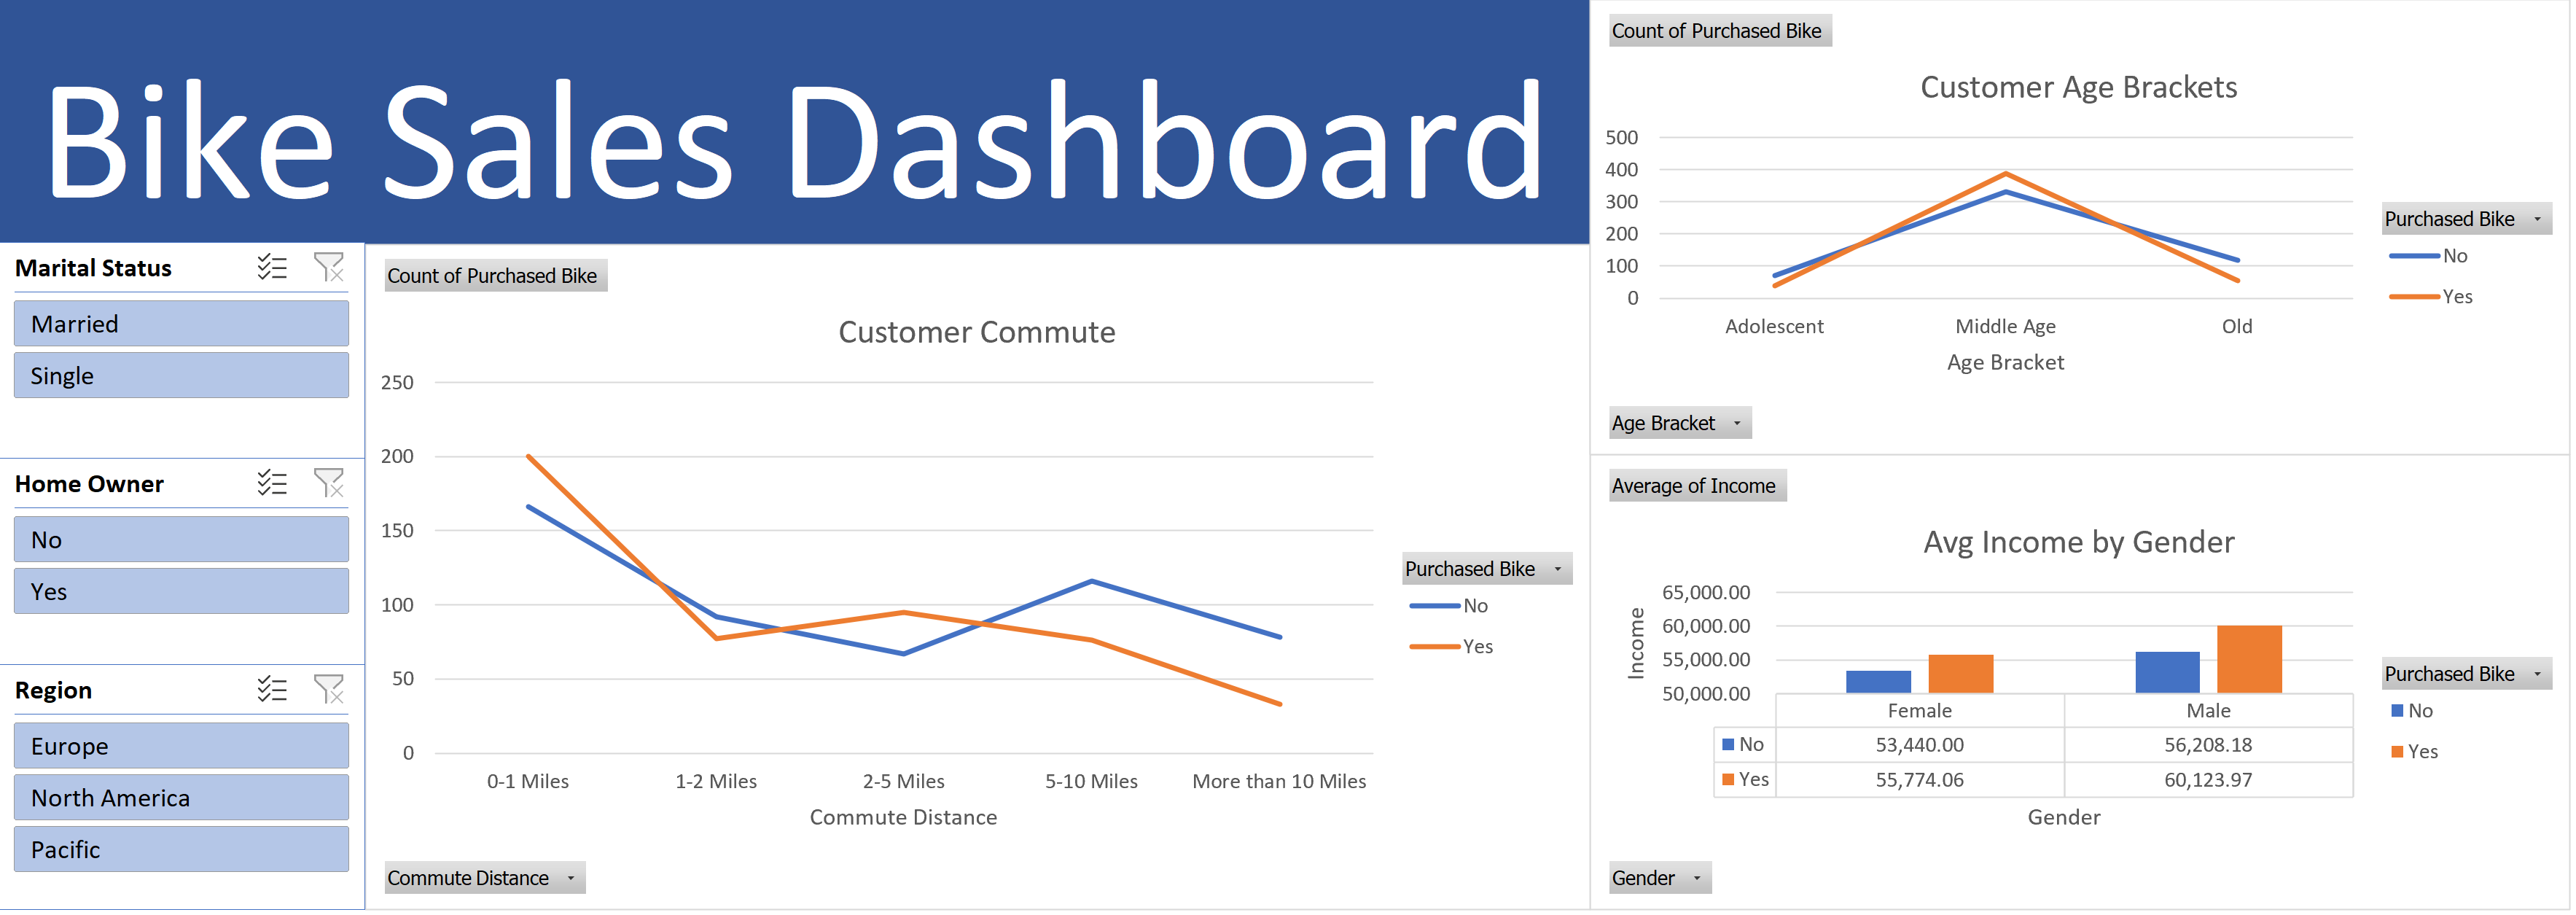 Bike Sales Dashboard
Marital Status
Married
Single
Home Owner
No
Yes
Region
Europe
North America
Pacific
Count of Purchased Bike
Customer Commute
250
200
150
100
50
0
0-1 Miles 1-2 Miles 2-5 Miles 5-10 Miles More than 10 Miles
Commute Distance
Purchased Bike
No
Yes
Commute Distance
Count of Purchased Bike
Customer Age Brackets
500
400
300
200
100
0
Adolescent Middle Age Old
Age Bracket
Purchased Bike
No
Yes
Age Bracket
Average of Income
Avg Income by Gender
Income
65,000.00
60,000.00
55,000.00
50,000.00
Female Male
No 53,440.00 56,208.18
Yes 55,774.06 60,123.97
Gender
Purchased Bike
No
Yes
Gender